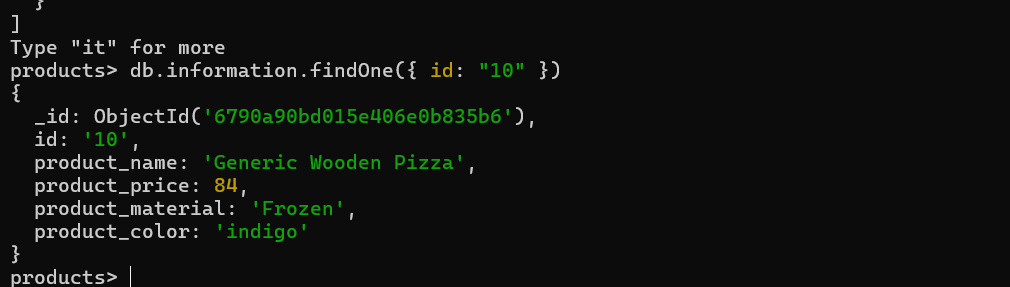 }
]
Type "it" for more
products> db.information.findOne({ id: "10" })
{
  _id: ObjectId('6790a90bd015e406e0b835b6'),
  id: '10',
  product_name: 'Generic Wooden Pizza',
  product_price: 84,
  product_material: 'Frozen',
  product_color: 'indigo'
}
products>